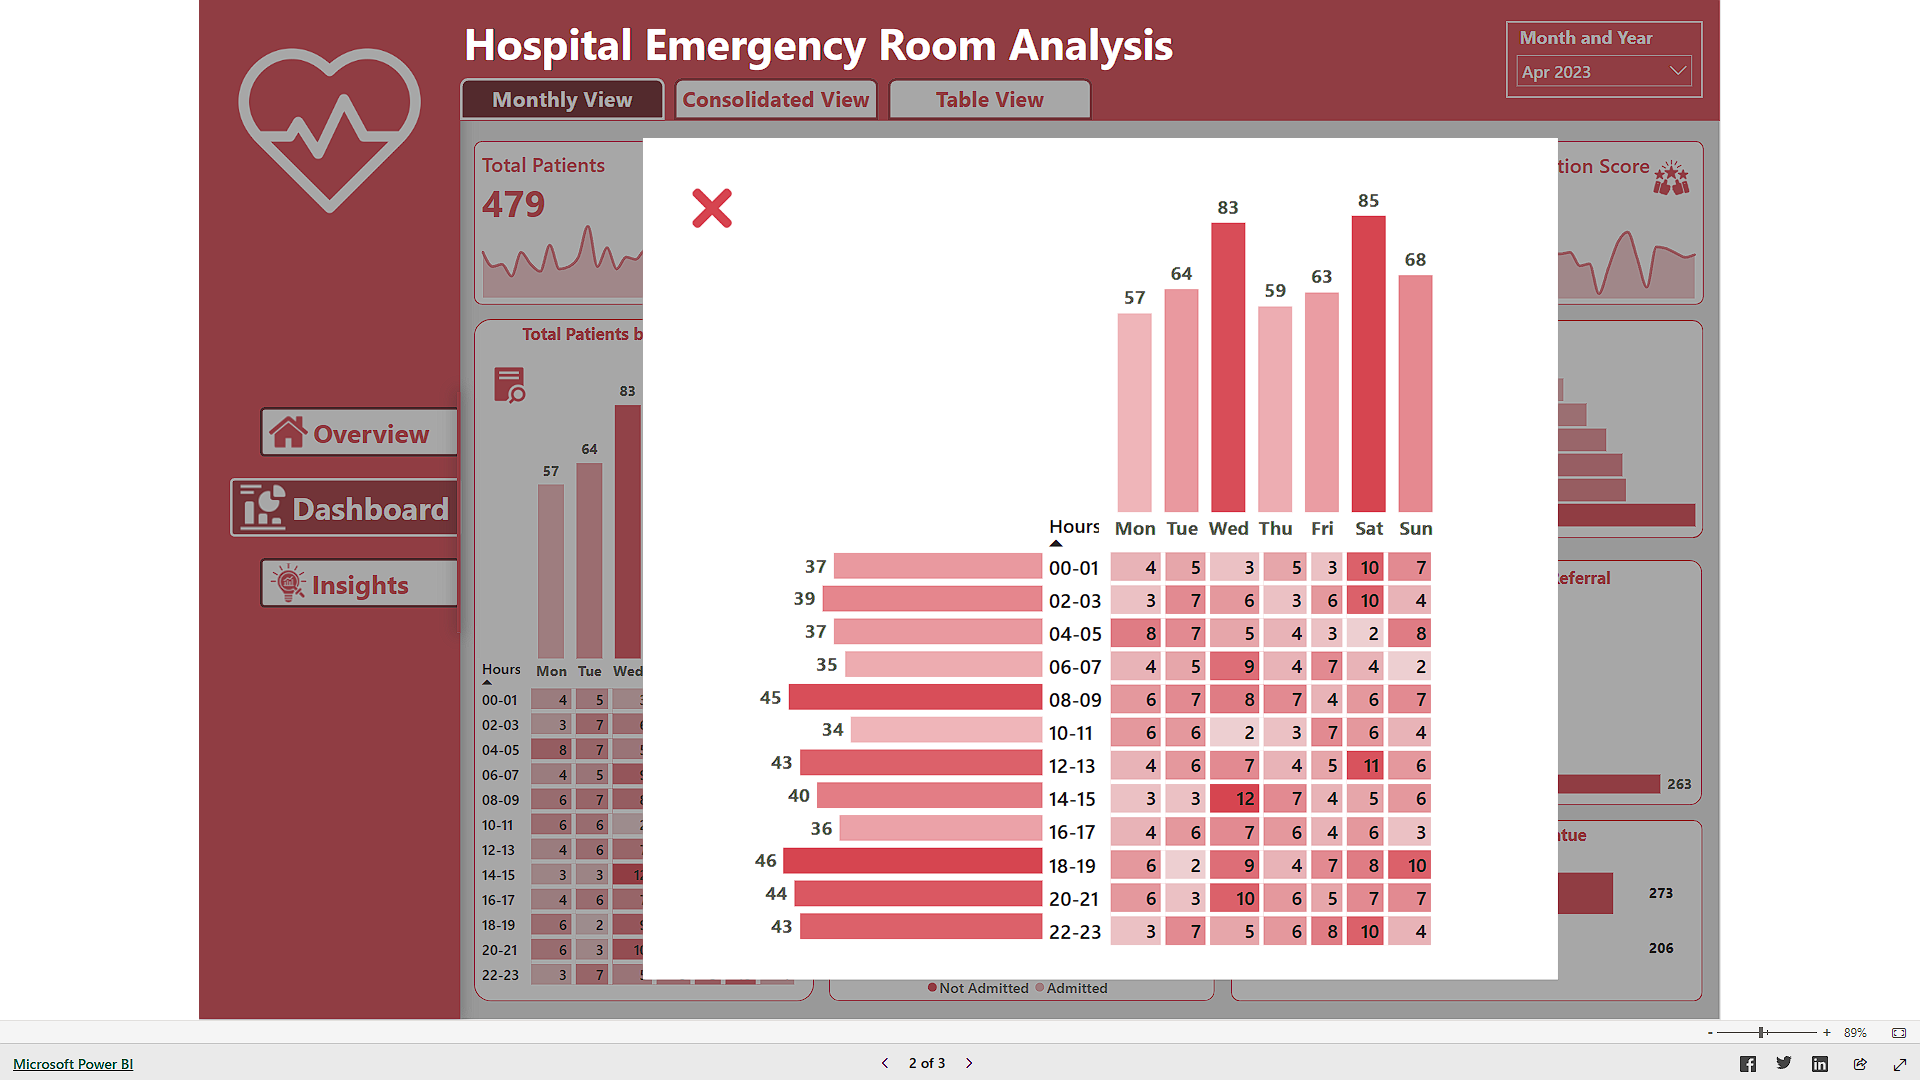 Hospital Emergency Room Analysis
Month and Year
Apr 2023
Monthly View
Consolidated View
Table View
Total Patients
479
tion Score
Total Patients b
83
64
57
Hours Mon Tue Wed
00-01 4 5
02-03 3 7
04-05 8 7
06-07 4 5
08-09 6 7
10-11 6 6
12-13 4 6
14-15 3 3 12
16-17 4 6
18-19 6 2
20-21 6 3 10
22-23 3 7
Overview
Dashboard
Insights
57 64 83 59 63 85 68
Hours Mon Tue Wed Thu Fri Sat Sun
37 00-01 4 5 3 5 3 10 7
39 02-03 3 7 6 3 6 10 4
37 04-05 8 7 5 4 3 2 8
35 06-07 4 5 9 4 7 4 2
45 08-09 6 7 8 7 4 6 7
34 10-11 6 6 2 3 7 6 4
43 12-13 4 6 7 4 5 11 6
40 14-15 3 3 12 7 4 5 6
36 16-17 4 6 7 6 4 6 3
46 18-19 6 2 9 4 7 8 10
44 20-21 6 3 10 6 5 7 7
43 22-23 3 7 5 6 8 10 4
eferral
263
tue
273
206
Not Admitted Admitted
- + 89%
Microsoft Power BI
2 of 3